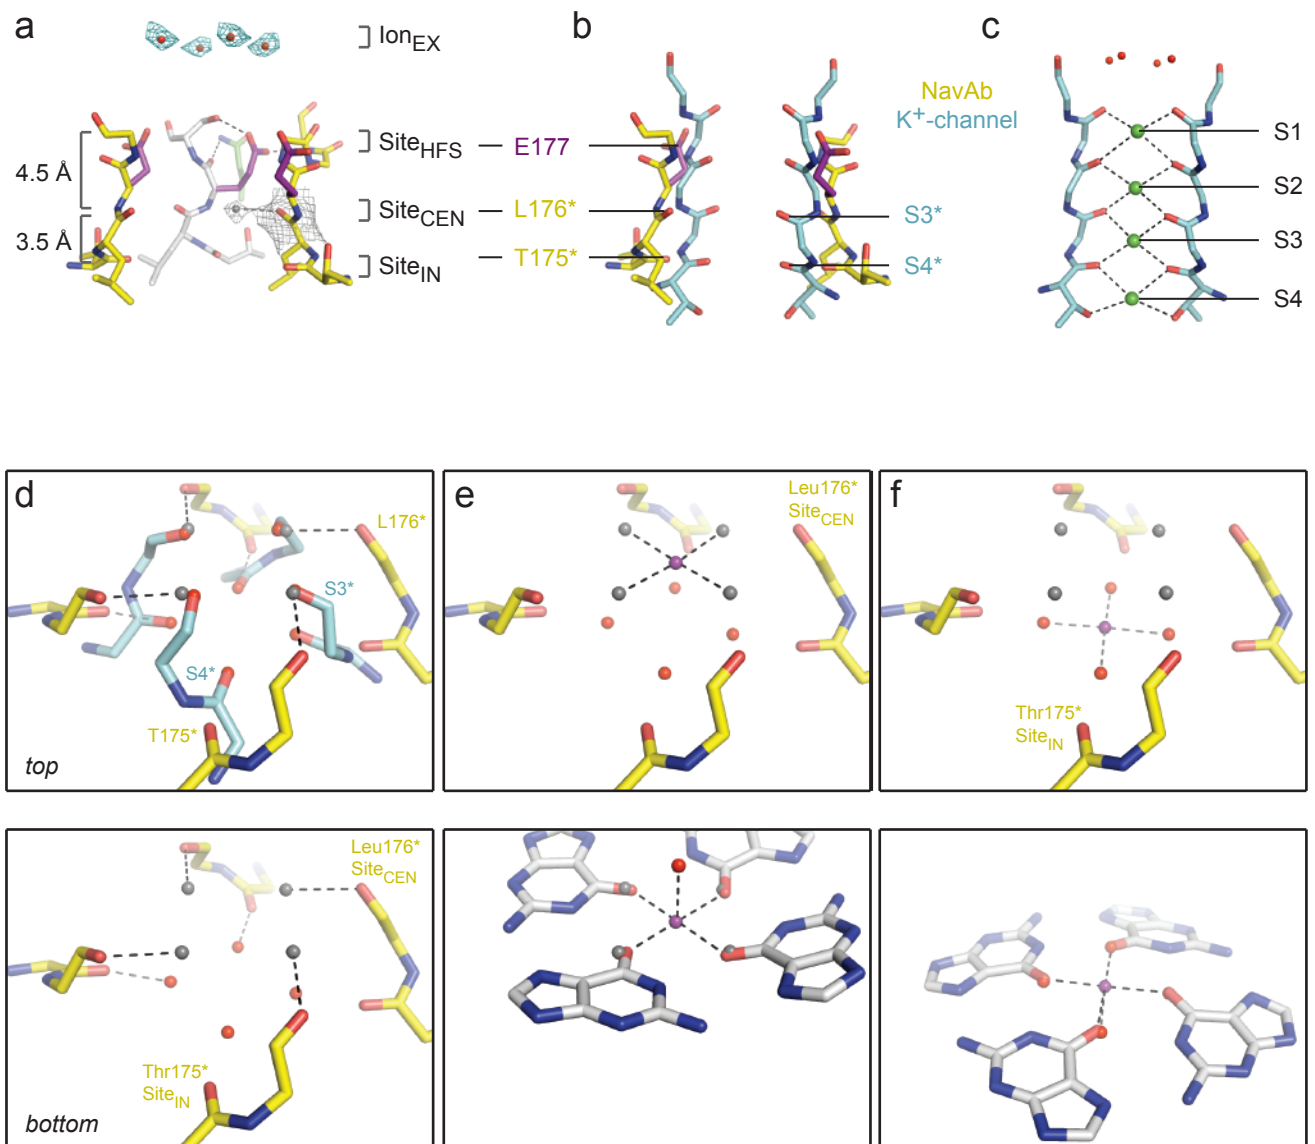 a
Ion_EX
4.5 Å
3.5 Å
Site_HFS
Site_CEN
Site_IN
E177
L176*
T175*
b
NavAb
K⁺-channel
S3*
S4*
c
S1
S2
S3
S4
d
L176*
S3*
S4*
T175*
top
e
Leu176*
Site_CEN
f
Thr175*
Site_IN
Leu176*
Site_CEN
Thr175*
Site_IN
bottom